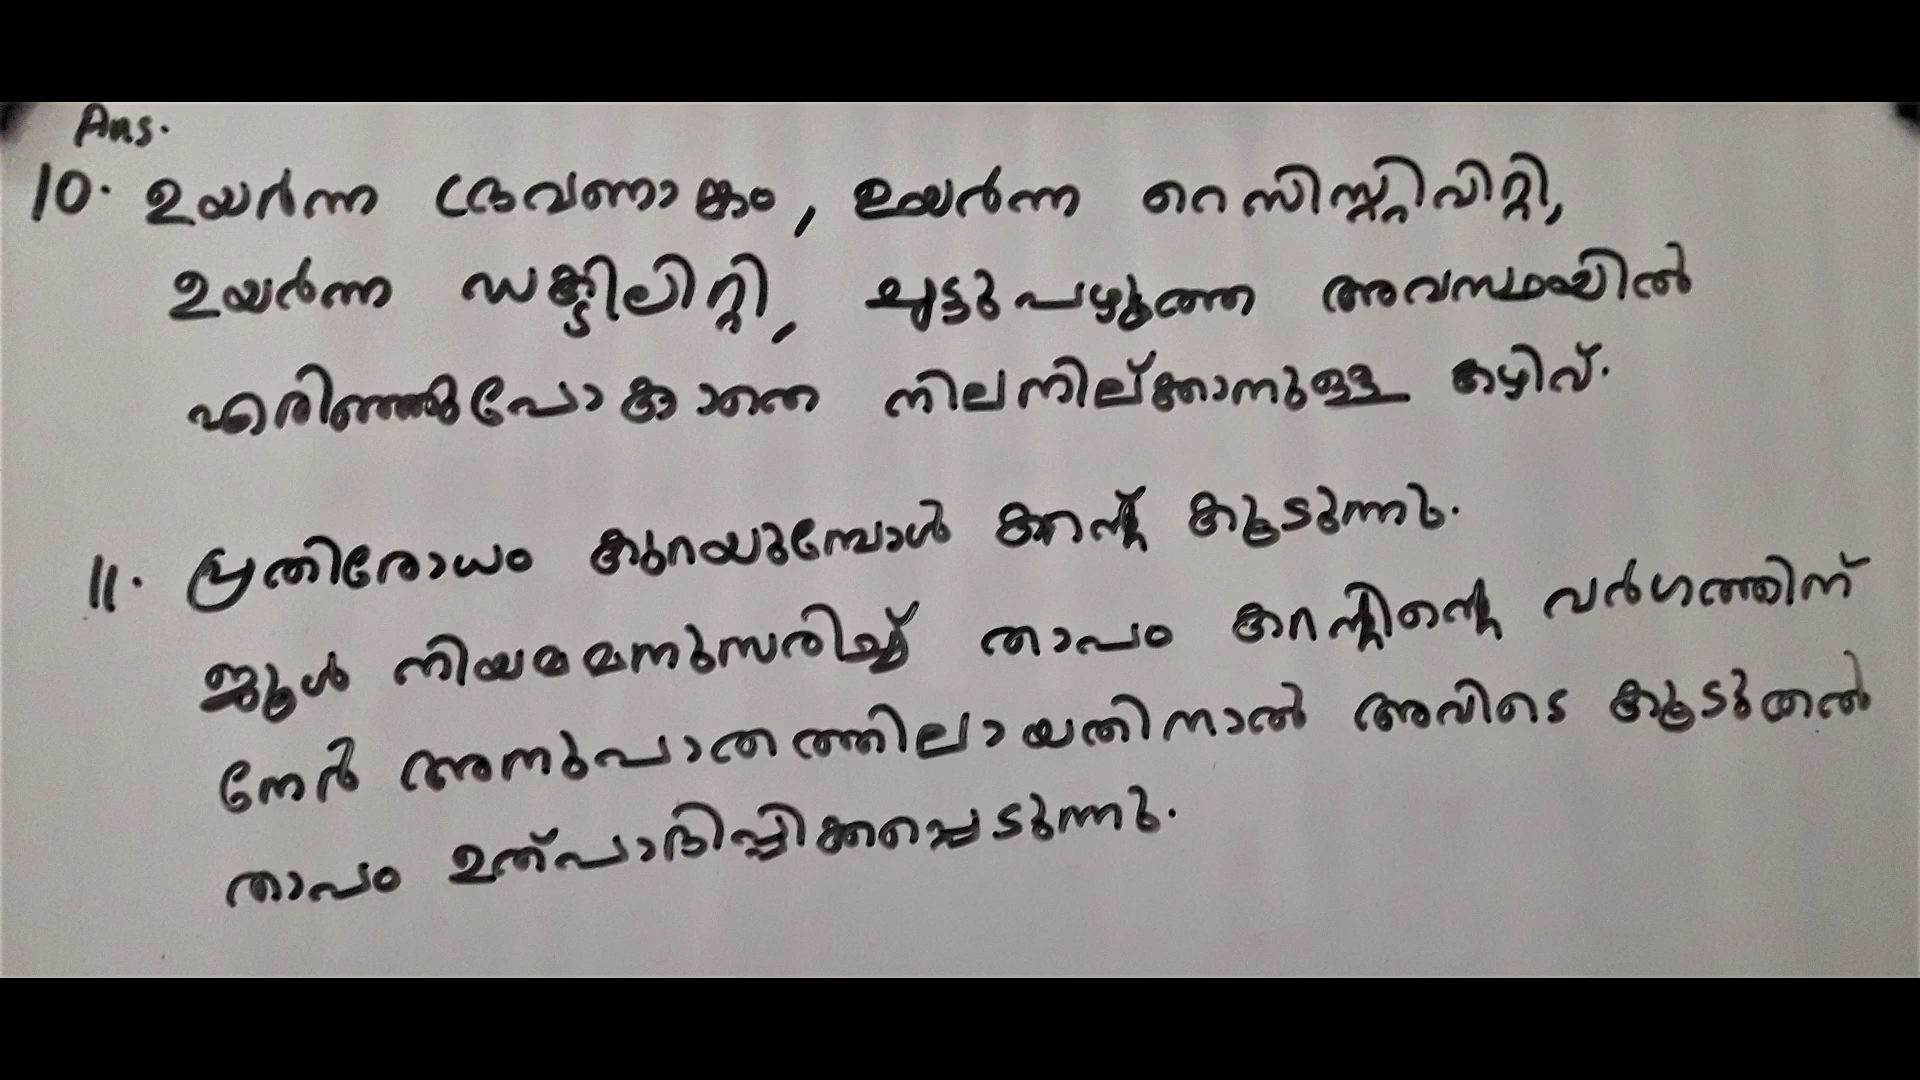 Ans.
10. ഉയർന്ന ദ്രവണാങ്കം, ഉയർന്ന റെസിസ്റ്റിവിറ്റി,
ഉയർന്ന ഡക്ടിലിറ്റി, ചുട്ടുപഴുത്ത അവസ്ഥയിൽ
എരിഞ്ഞുപോകാതെ നിലനില്ക്കാനുള്ള കഴിവ്.
11. പ്രതിരോധം കുറയുമ്പോൾ കറന്റ് കൂടുന്നു.
ജൂൾ നിയമമനുസരിച്ച് താപം കറന്റിന്റെ വർഗത്തിന്
നേർ അനുപാതത്തിലായതിനാൽ അവിടെ കൂടുതൽ
താപം ഉത്പാദിപ്പിക്കപ്പെടുന്നു.